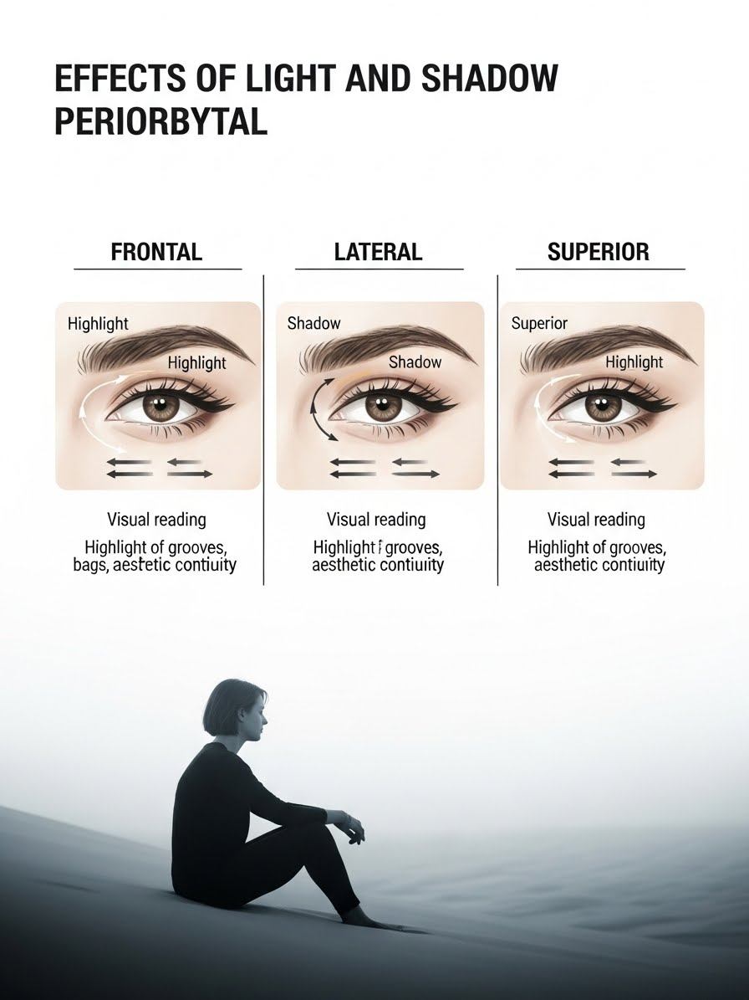 EFFECTS OF LIGHT AND SHADOW
PERIORBYTAL
FRONTAL
Highlight
Highlight
Visual reading
Highlight of grooves,
bags, aestetic contiuity
LATERAL
Shadow
Shadow
Visual reading
Highlight grooves,
aesthetic contiuity
SUPERIOR
Superior
Highlight
Visual reading
Highlight of grooves,
aesthetic contiuity